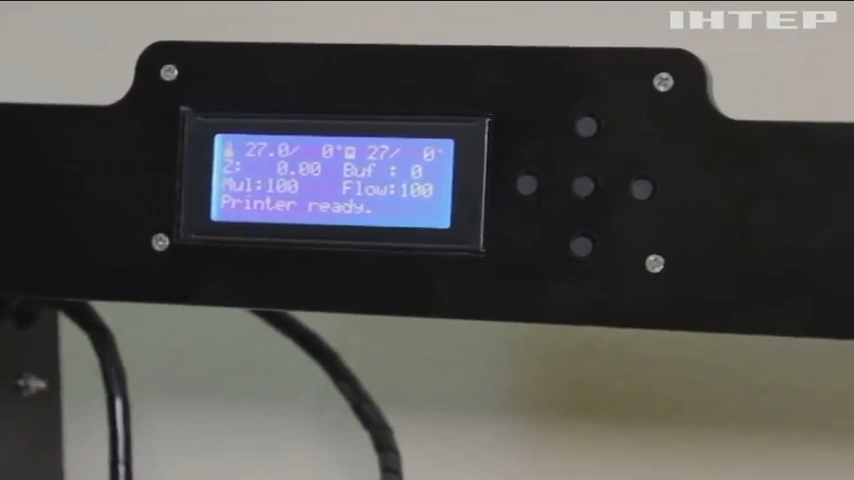 ІНТЕР
27.0/ 0° 27/ 0°
Z: 0.00 Buf : 0
Mul:100 Flow:100
Printer ready.